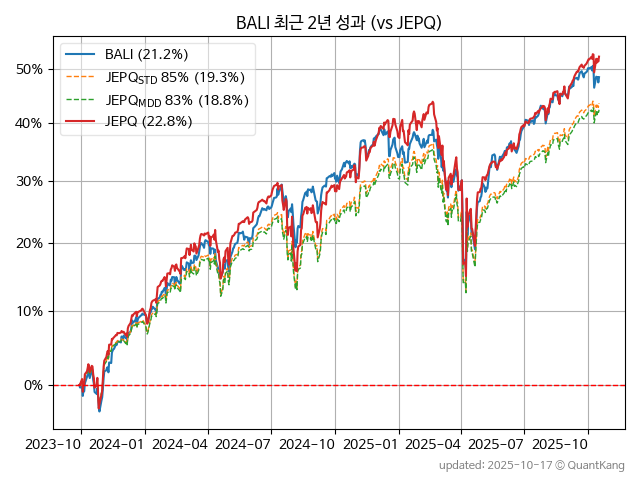 BALI 최근 2년 성과 (vs JEPQ)
BALI (21.2%)
JEPQSTD 85% (19.3%)
JEPQMDD 83% (18.8%)
JEPQ (22.8%)
50%
40%
30%
20%
10%
0%
2023-10 2024-01 2024-04 2024-07 2024-10 2025-01 2025-04 2025-07 2025-10
updated: 2025-10-17 © QuantKang